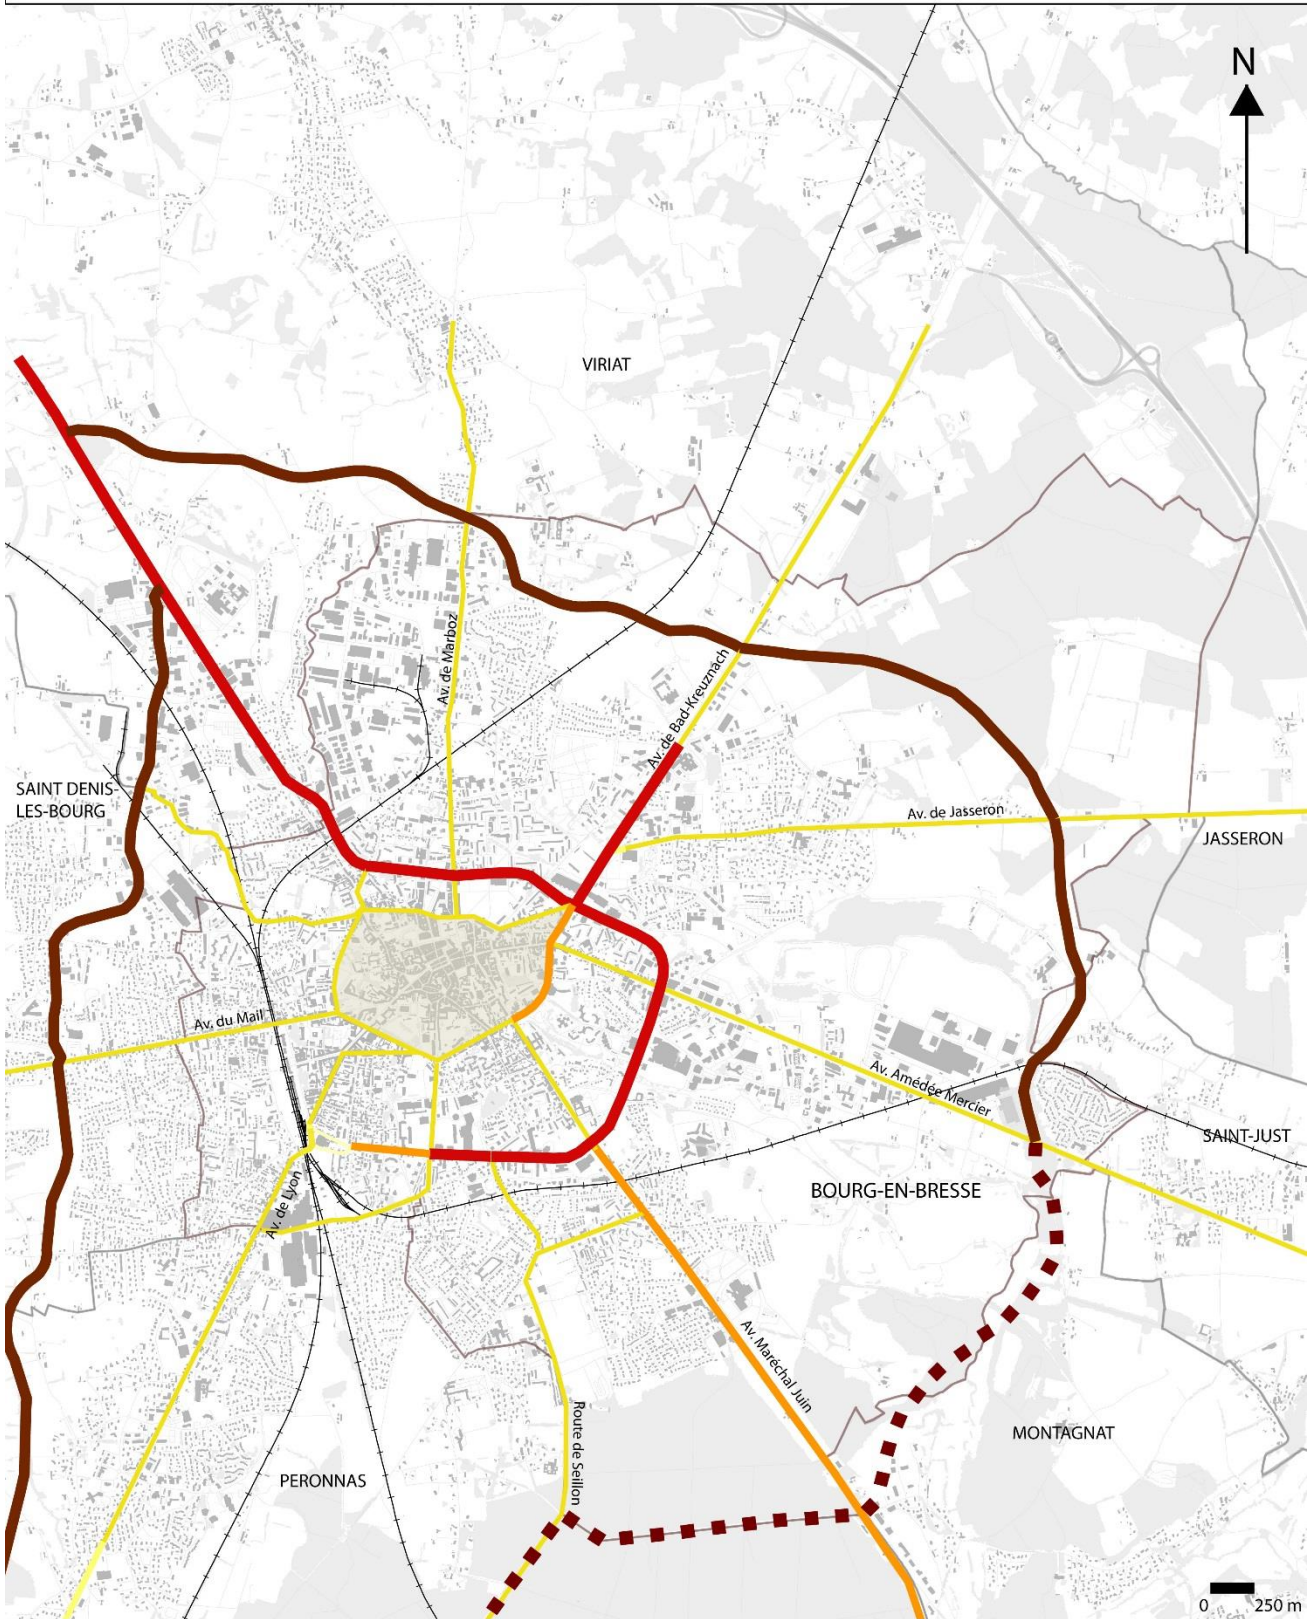 N
VIRIAT
Av. de Marboz
Av. de Bad-Kreuznach
SAINT DENIS-
LES-BOURG
Av. de Jasseron
JASSERON
Av. du Mail
Av. Amédée Mercier
SAINT-JUST
Av. de Lyon
BOURG-EN-BRESSE
Av. Maréchal Juin
Route de Seillon
MONTAGNAT
PERONNAS
0 250 m